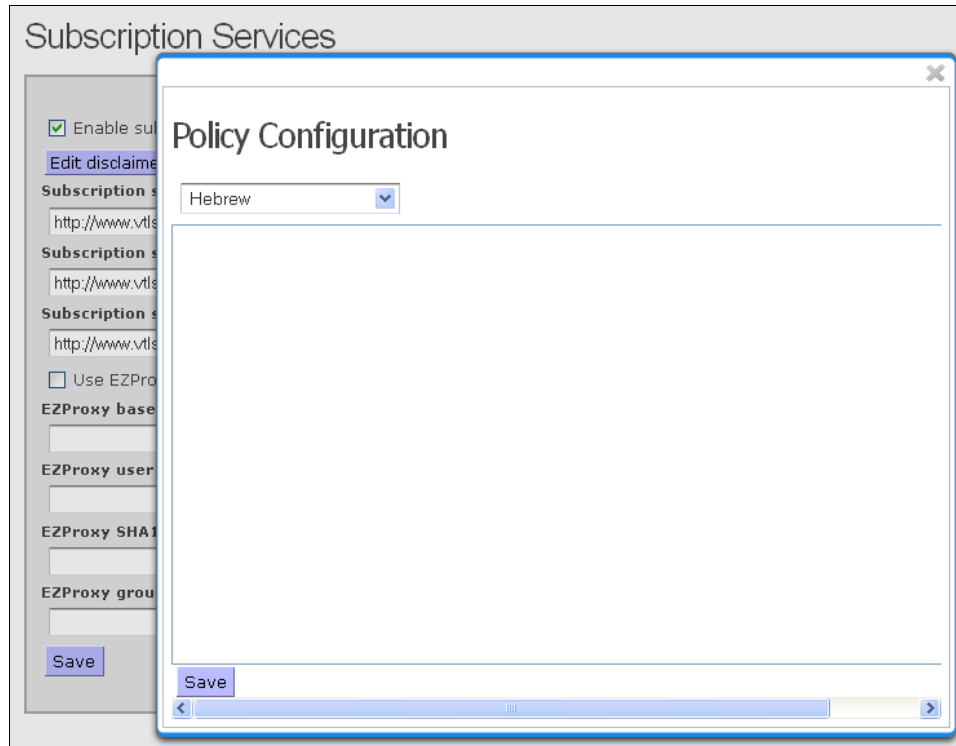 Subscription Services
Policy Configuration
Hebrew
Save
Enable sub
Edit disclaime
Subscription s
http://www.vtls
Subscription s
http://www.vtls
Subscription s
http://www.vtls
Use EZPro
EZProxy base
EZProxy user
EZProxy SHA1
EZProxy grou
Save